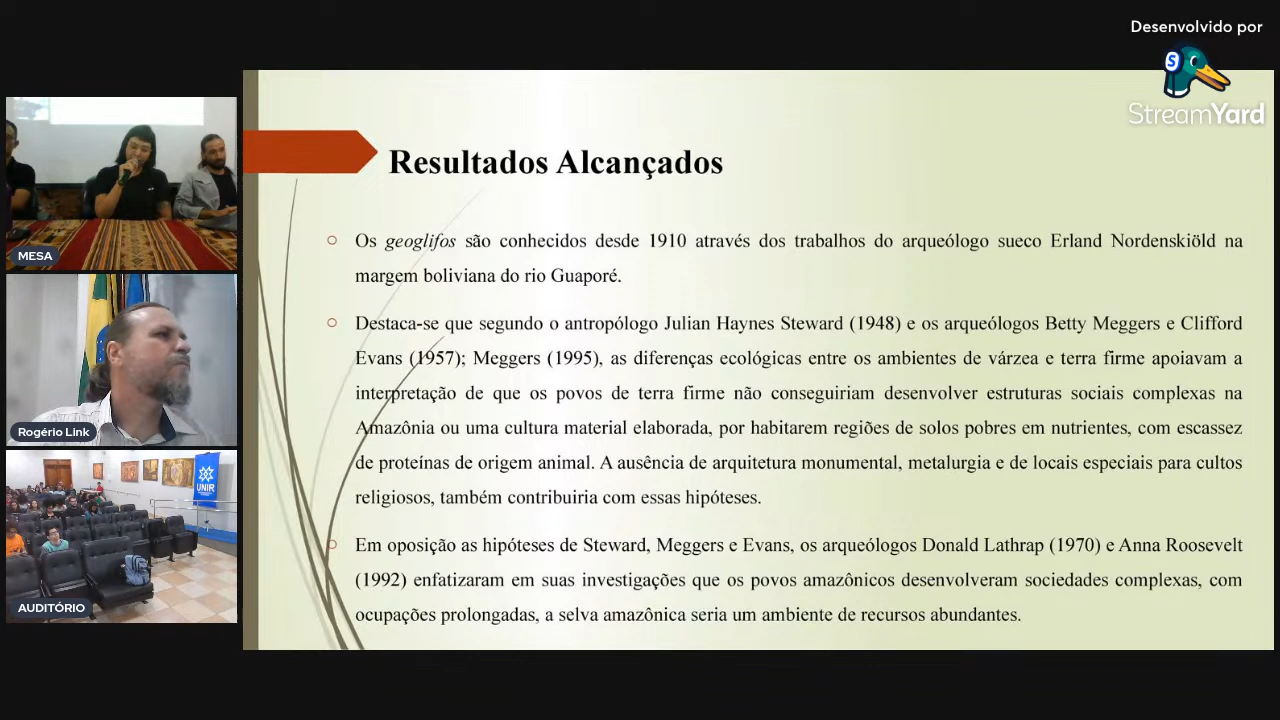 Desenvolvido por
StreamYard
Resultados Alcançados
Os geoglifos são conhecidos desde 1910 através dos trabalhos do arqueólogo sueco Erland Nordenskiöld na
margem boliviana do rio Guaporé.
Destaca-se que segundo o antropólogo Julian Haynes Steward (1948) e os arqueólogos Betty Meggers e Clifford
Evans (1957); Meggers (1995), as diferenças ecológicas entre os ambientes de várzea e terra firme apoiavam a
interpretação de que os povos de terra firme não conseguiriam desenvolver estruturas sociais complexas na
Amazônia ou uma cultura material elaborada, por habitarem regiões de solos pobres em nutrientes, com escassez
de proteínas de origem animal. A ausência de arquitetura monumental, metalurgia e de locais especiais para cultos
religiosos, também contribuiria com essas hipóteses.
Em oposição as hipóteses de Steward, Meggers e Evans, os arqueólogos Donald Lathrap (1970) e Anna Roosevelt
(1992) enfatizaram em suas investigações que os povos amazônicos desenvolveram sociedades complexas, com
ocupações prolongadas, a selva amazônica seria um ambiente de recursos abundantes.
MESA
Rogério Link
UNIR
AUDITÓRIO